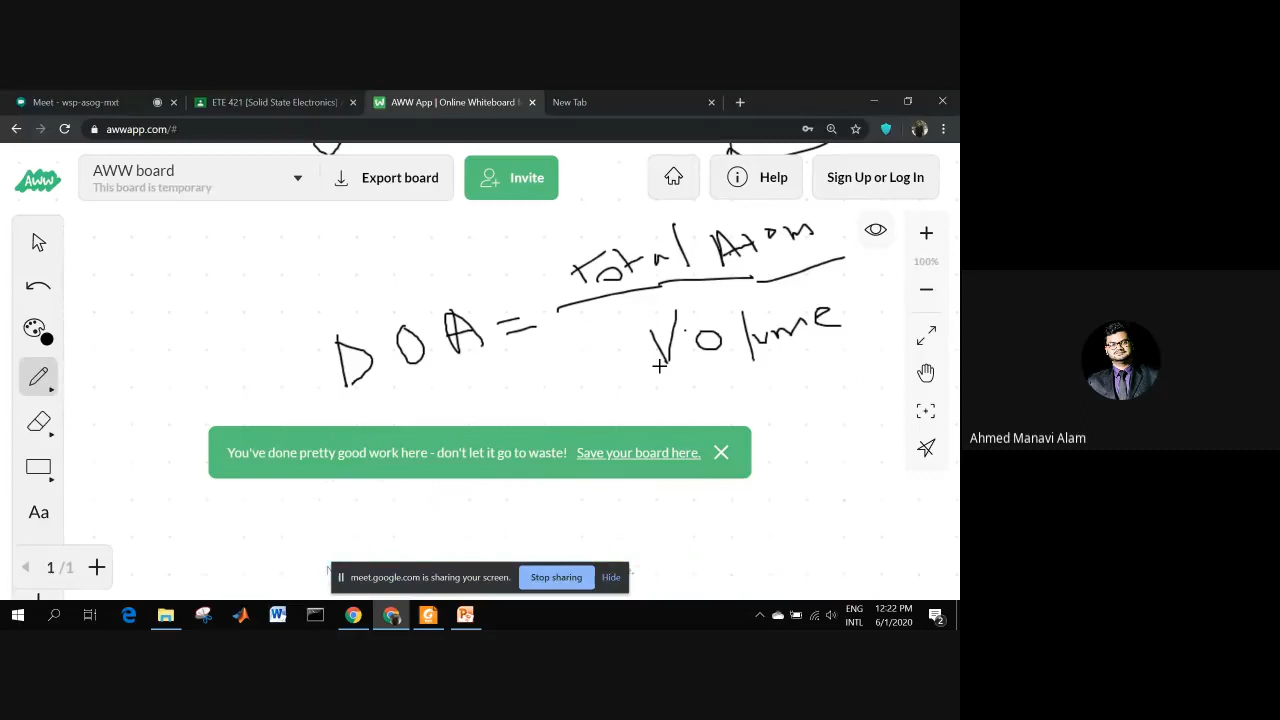 Meet - wsp-asog-mxt
ETE 421 [Solid State Electronics]
AWW App | Online Whiteboard
New Tab
awwapp.com/#
AWW
AWW board
This board is temporary
Export board
Invite
Help
Sign Up or Log In
100%
Total Atom
DOA =
Volume
You've done pretty good work here - don't let it go to waste! Save your board here.
Aa
1 /1
meet.google.com is sharing your screen.
Stop sharing
Hide
Ahmed Manavi Alam
ENG
INTL
12:22 PM
6/1/2020
2